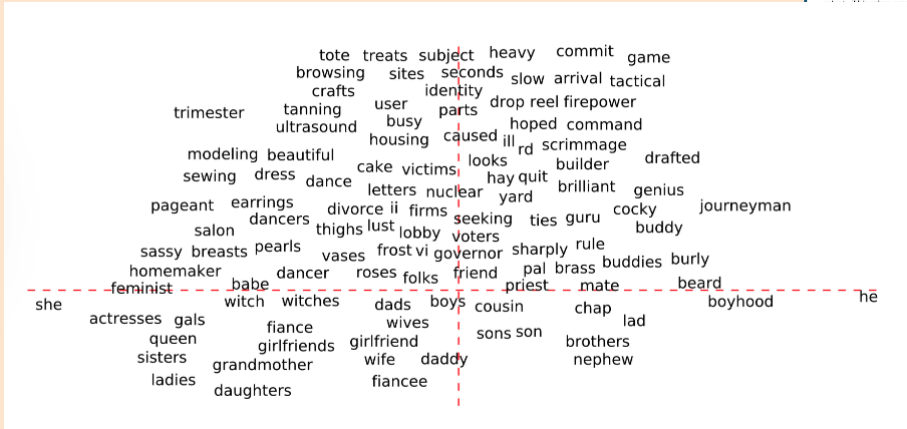 tote treats subject heavy commit game
browsing sites seconds slow arrival tactical
crafts identity drop reel firepower
trimester tanning user parts
ultrasound busy hoped command
housing caused ill rd scrimmage
modeling beautiful cake victims looks builder drafted
sewing dress dance hay quit
letters nuclear yard brilliant genius
pageant earrings divorce ii firms seeking ties guru cocky journeyman
salon dancers thighs lust lobby voters buddy
sassy breasts pearls vases frost vi governor sharply rule
homemaker dancer roses folks friend pal brass buddies burly
feminist babe priest mate beard
she witch witches dads boys cousin chap boyhood he
actresses gals fiance wives sons son lad
queen girlfriends girlfriend brothers
sisters grandmother wife daddy nephew
ladies daughters fiancee